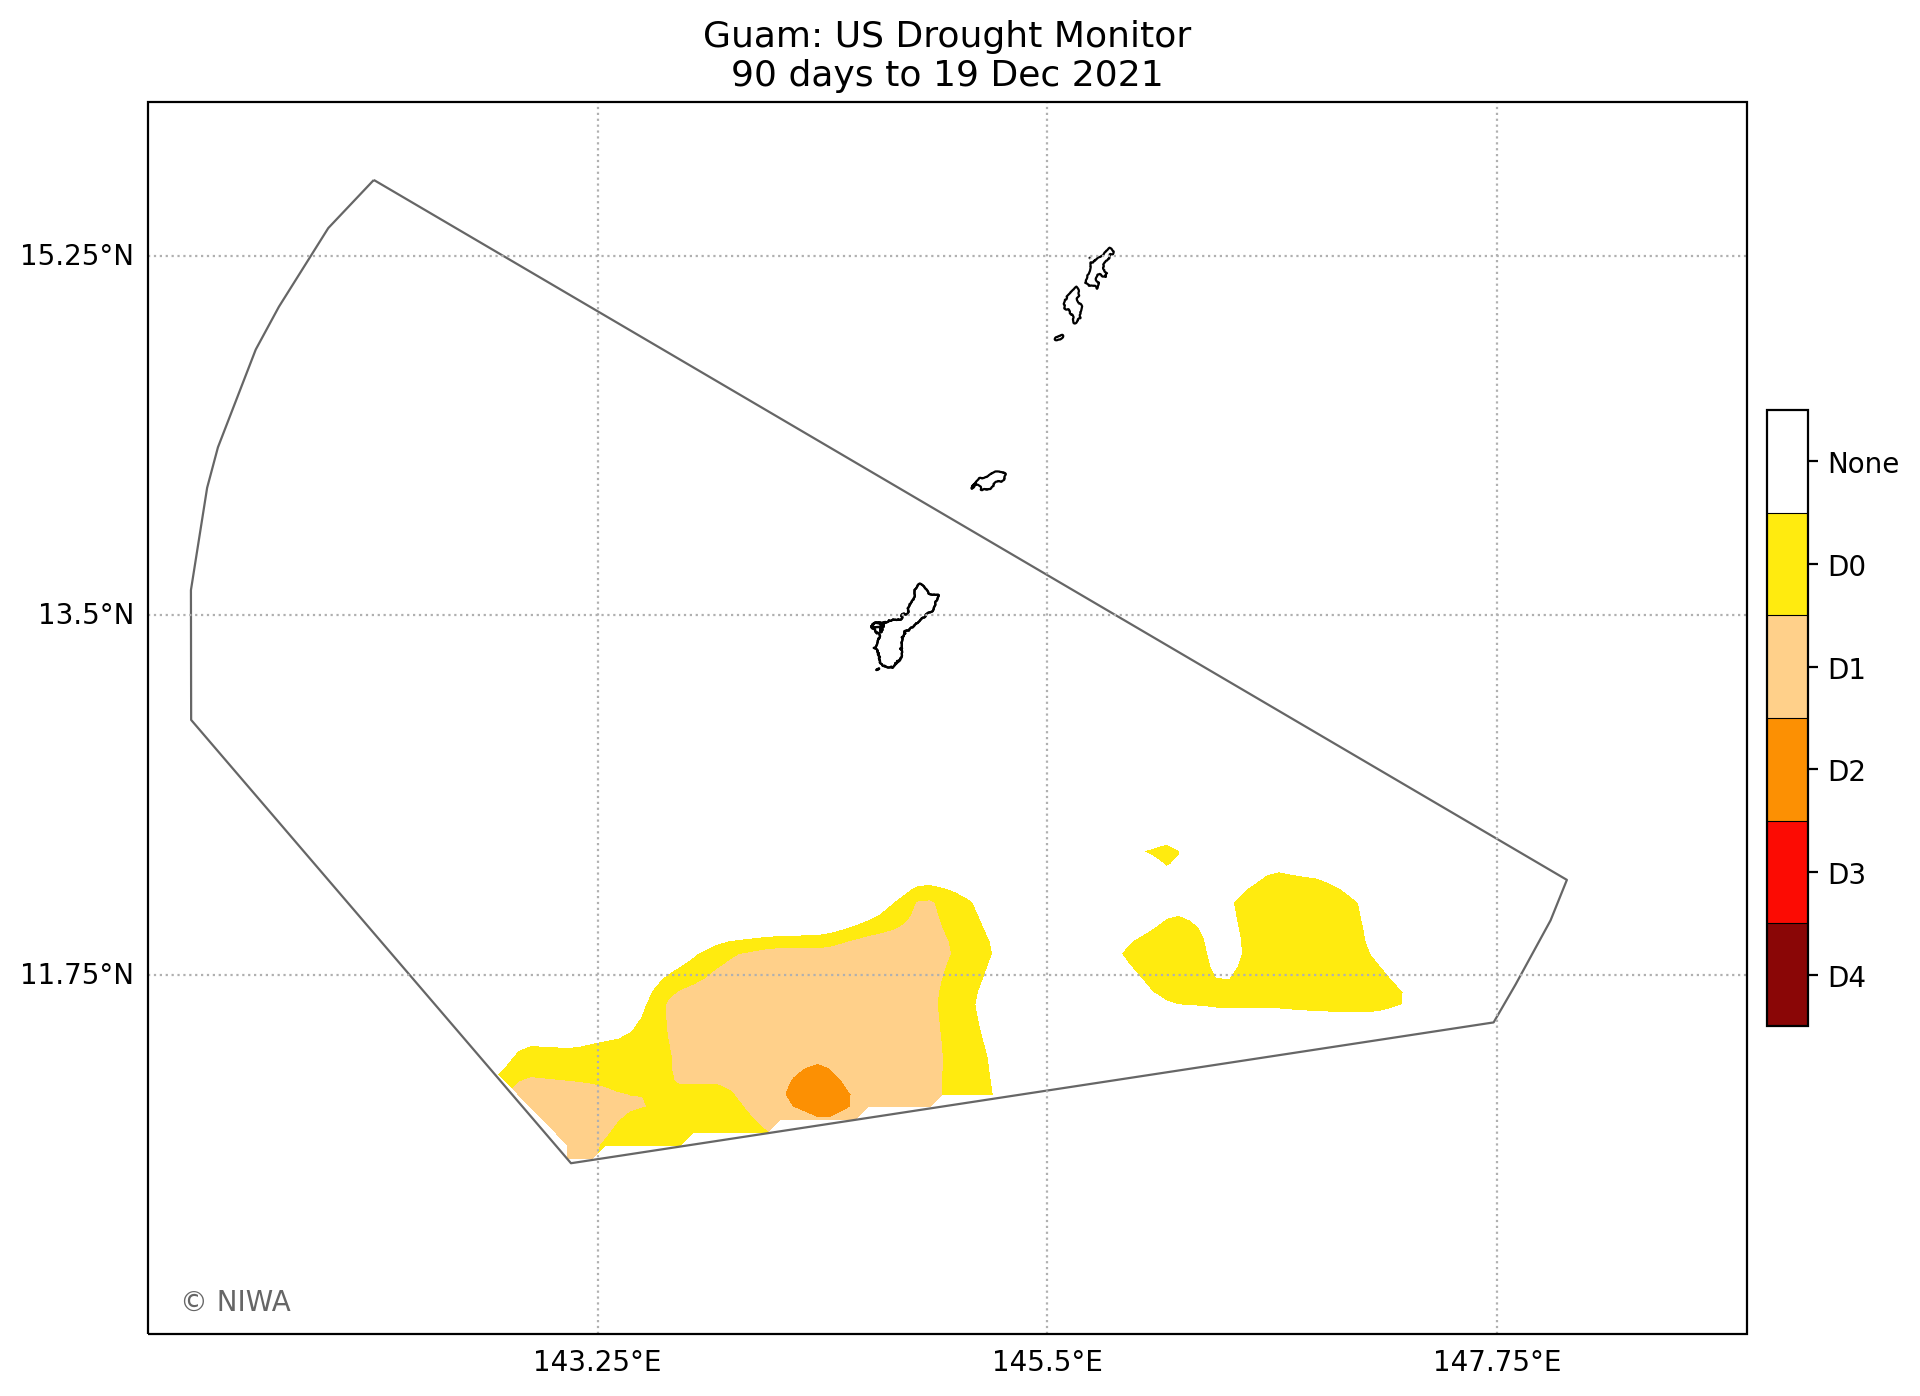 Guam: US Drought Monitor
90 days to 19 Dec 2021
15.25°N
13.5°N
11.75°N
143.25°E
145.5°E
147.75°E
None
D0
D1
D2
D3
D4
© NIWA